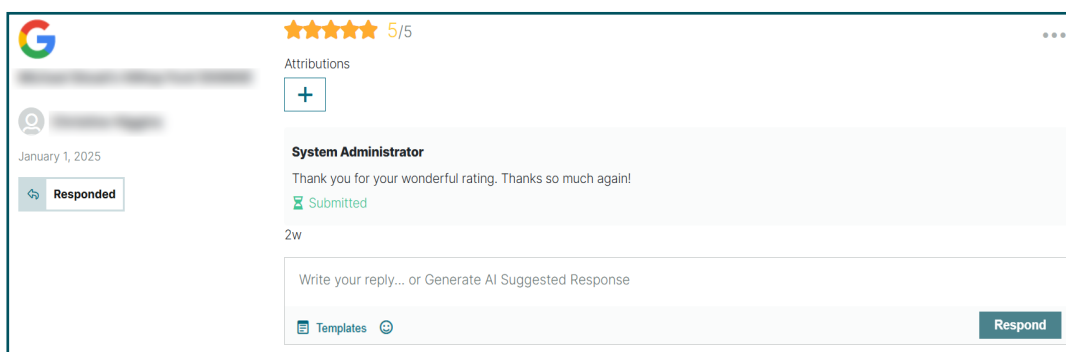 5/5
Attributions
System Administrator
January 1, 2025
Thank you for your wonderful rating. Thanks so much again!
Responded
Submitted
2w
Write your reply... or Generate AI Suggested Response
Templates
Respond